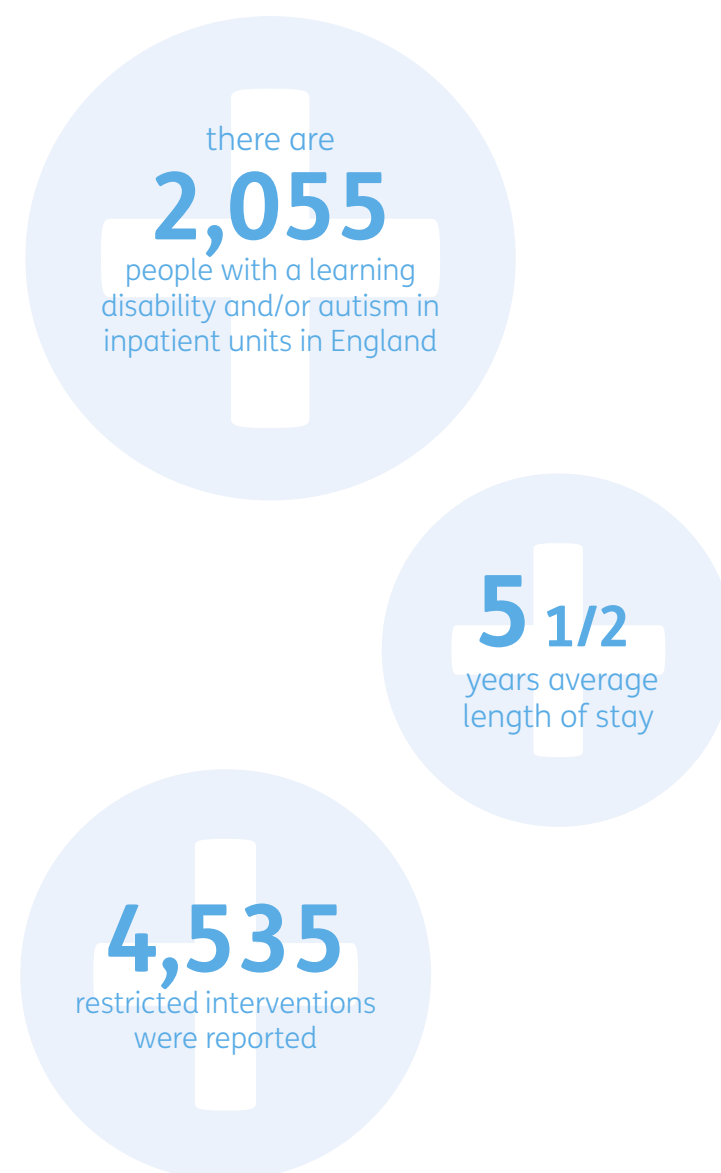 there are
2,055
people with a learning
disability and/or autism in
inpatient units in England
5 1/2
years average
length of stay
4,535
restricted interventions
were reported